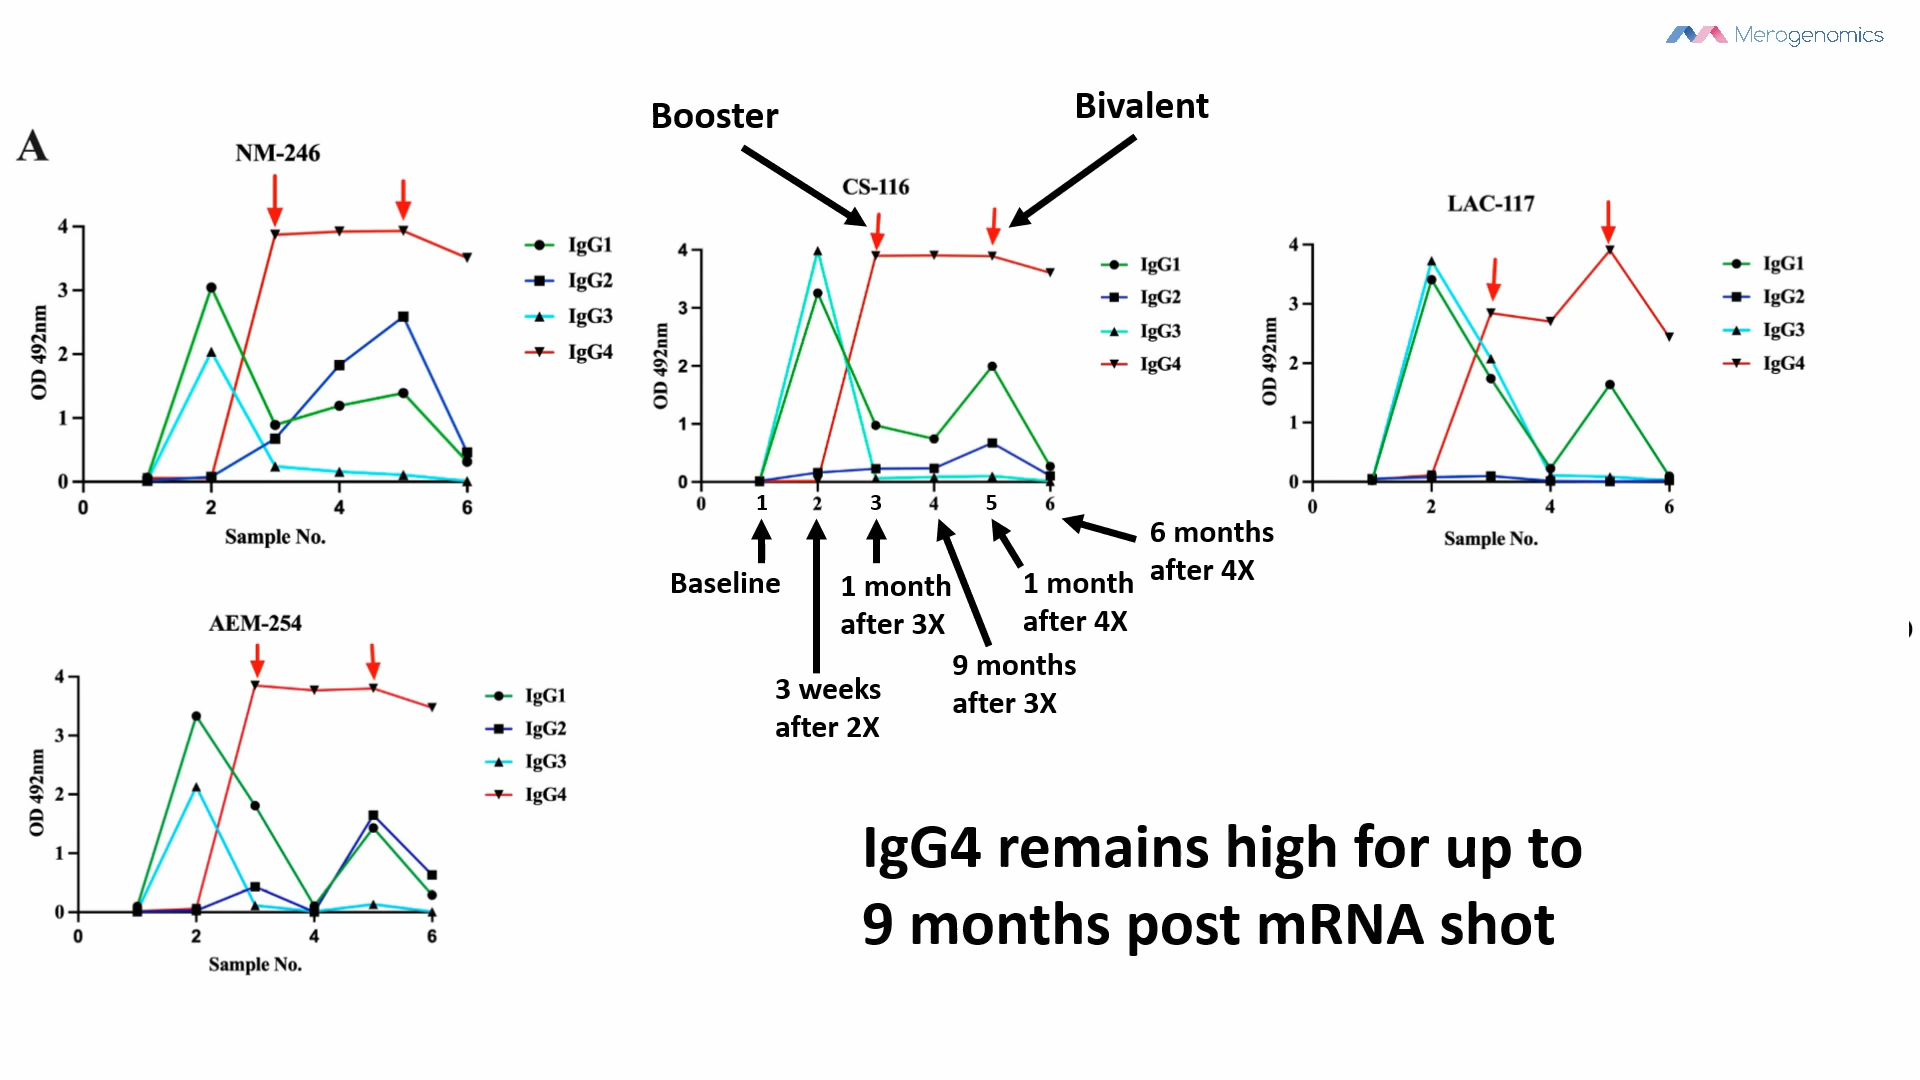 Merogenomics
A
NM-246
4
3
2
1
0
OD 492nm
0
2
4
6
Sample No.
IgG1
IgG2
IgG3
IgG4
Booster
Bivalent
CS-116
4
3
2
1
0
OD 492nm
0
1
2
3
4
5
6
IgG1
IgG2
IgG3
IgG4
Baseline
3 weeks
after 2X
1 month
after 3X
9 months
after 3X
1 month
after 4X
6 months
after 4X
LAC-117
4
3
2
1
0
OD 492nm
0
2
4
6
Sample No.
IgG1
IgG2
IgG3
IgG4
AEM-254
4
3
2
1
0
OD 492nm
0
2
4
6
Sample No.
IgG1
IgG2
IgG3
IgG4
IgG4 remains high for up to
9 months post mRNA shot